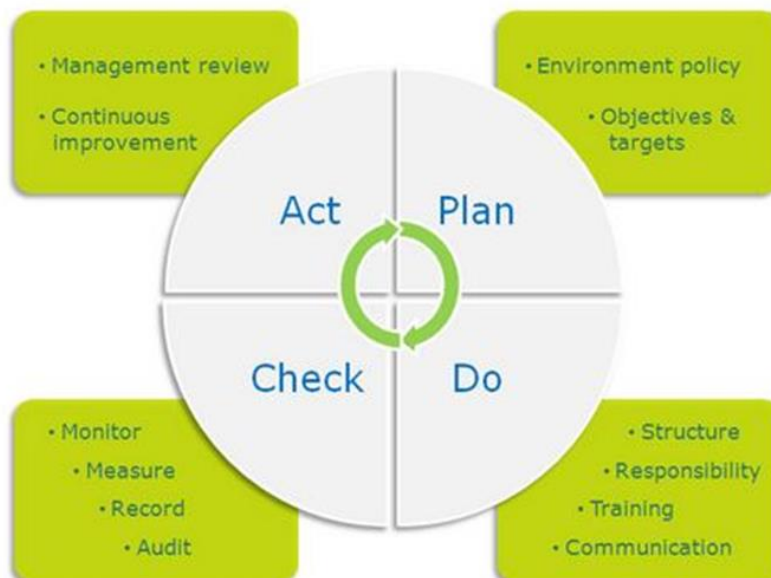 • Management review
• Continuous
improvement
• Environment policy
• Objectives &
targets
Act
Plan
Check
Do
• Monitor
• Measure
• Record
• Audit
• Structure
• Responsibility
• Training
• Communication